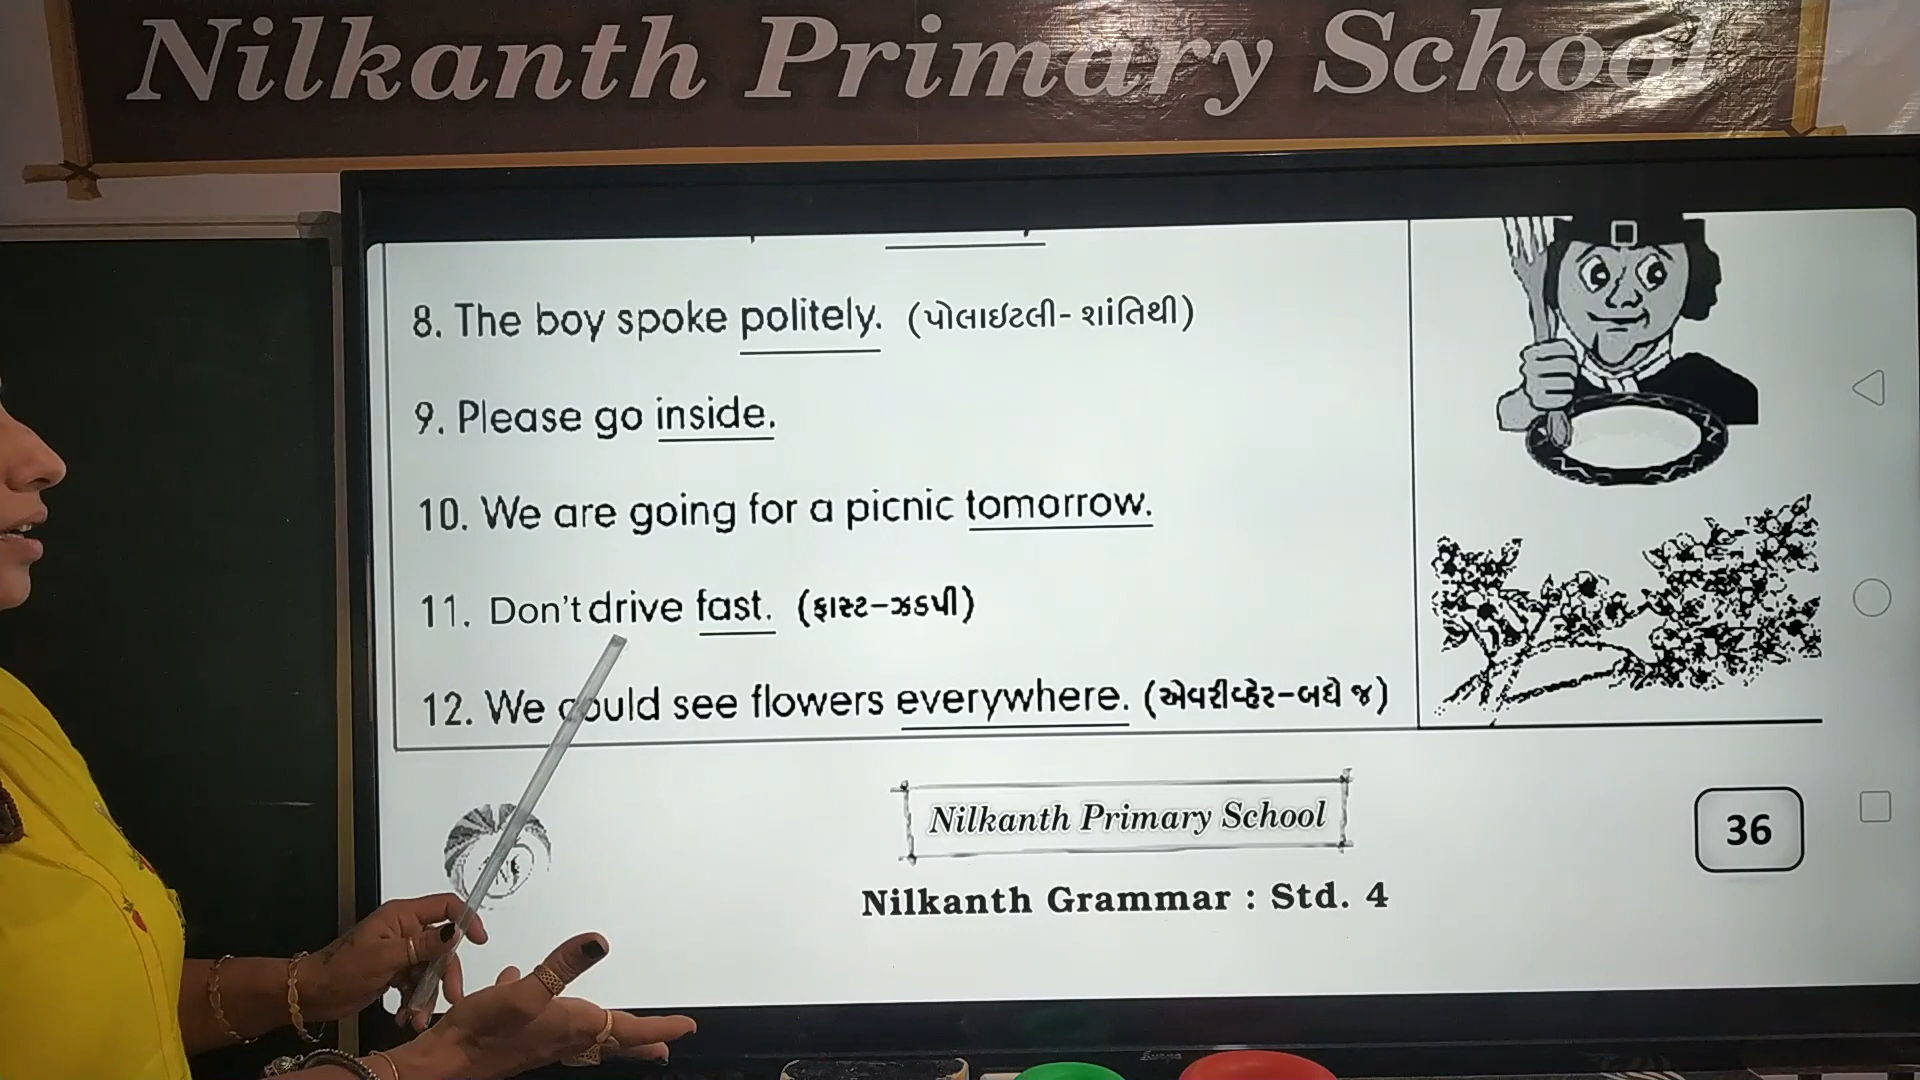 Nilkanth Primary School
8. The boy spoke politely. (પોલાઈટલી- શાંતિથી)
9. Please go inside.
10. We are going for a picnic tomorrow.
11. Don't drive fast. (ફાસ્ટ-ઝડપી)
12. We could see flowers everywhere. (એવરીવ્હેર-બધે જ)
Nilkanth Primary School
36
Nilkanth Grammar : Std. 4